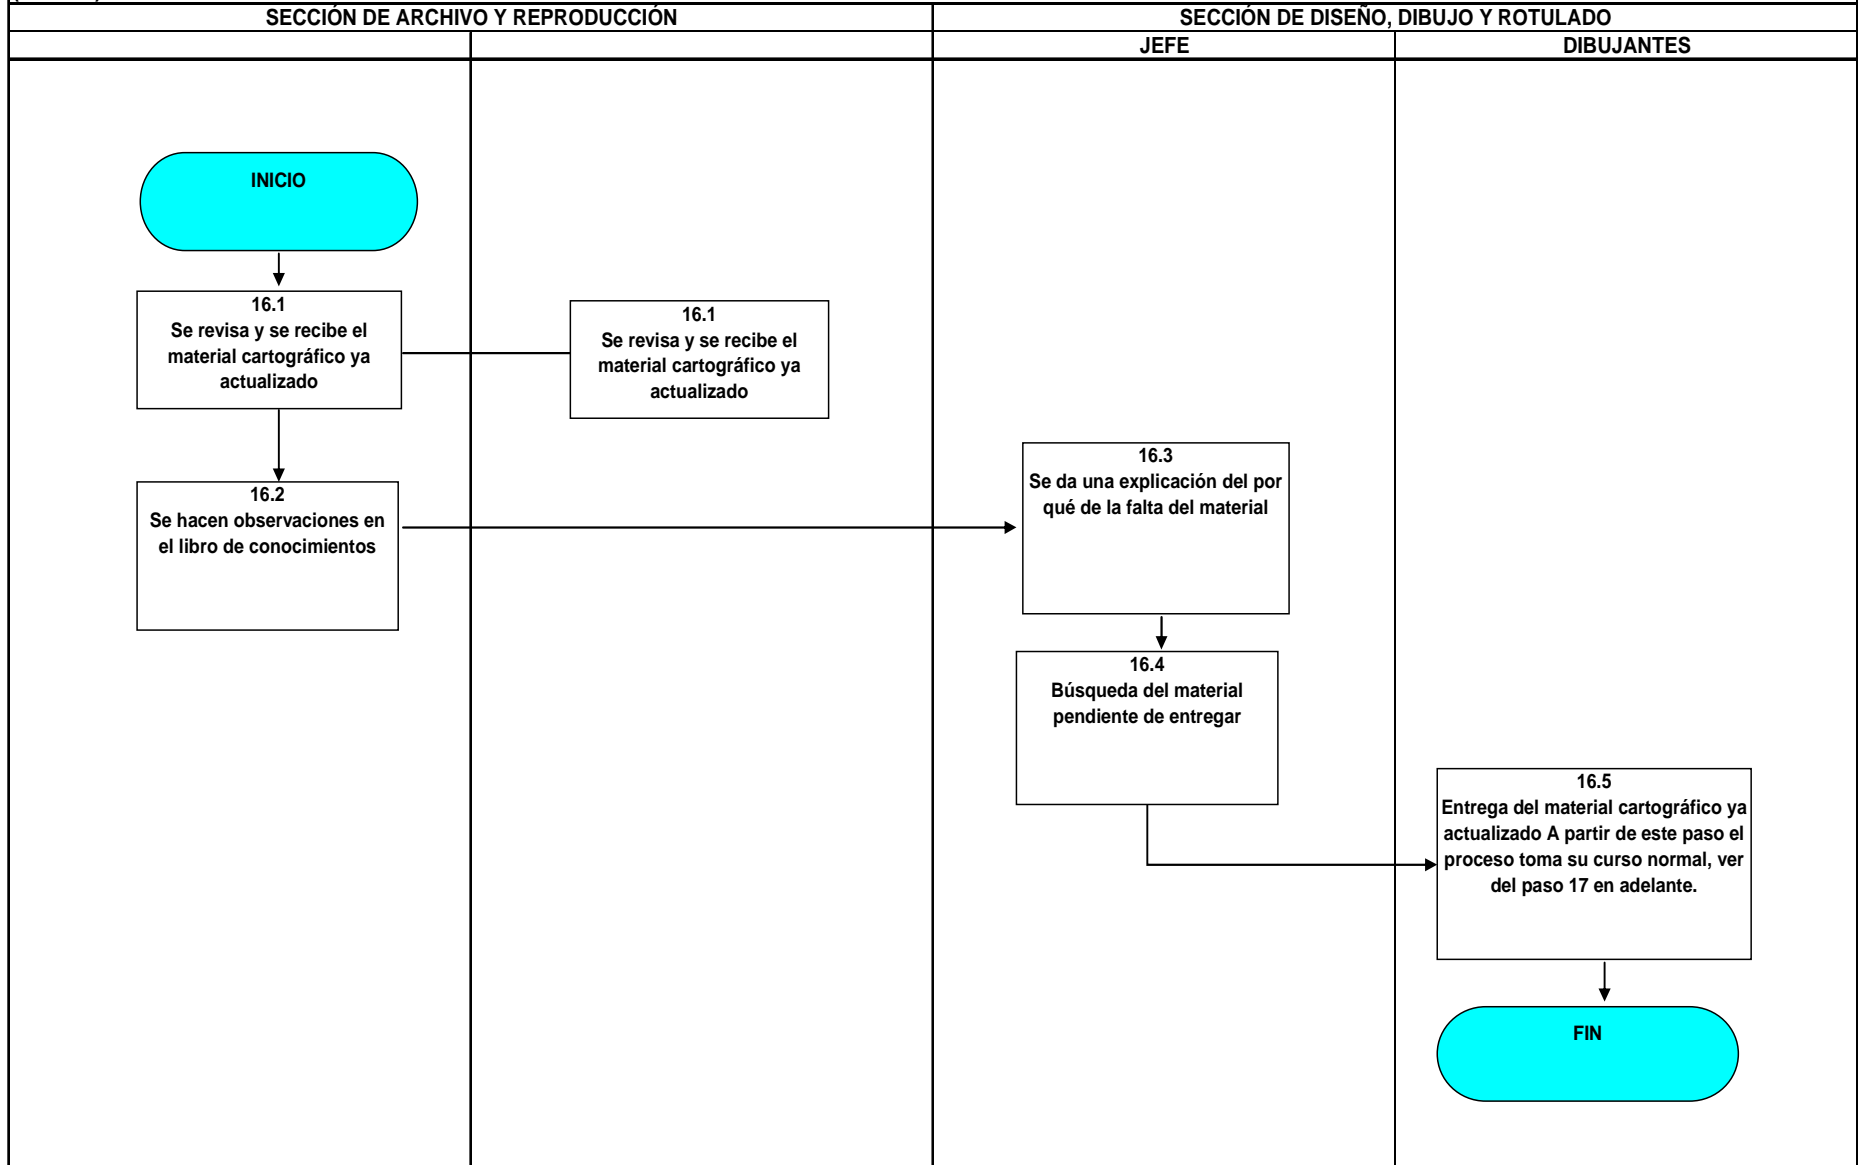 SECCIÓN DE ARCHIVO Y REPRODUCCIÓN
SECCIÓN DE DISEÑO, DIBUJO Y ROTULADO
JEFE
DIBUJANTES
INICIO
16.1
Se revisa y se recibe el
material cartográfico ya
actualizado
16.1
Se revisa y se recibe el
material cartográfico ya
actualizado
16.2
Se hacen observaciones en
el libro de conocimientos
16.3
Se da una explicación del por
qué de la falta del material
16.4
Búsqueda del material
pendiente de entregar
16.5
Entrega del material cartográfico ya
actualizado A partir de este paso el
proceso toma su curso normal, ver
del paso 17 en adelante.
FIN